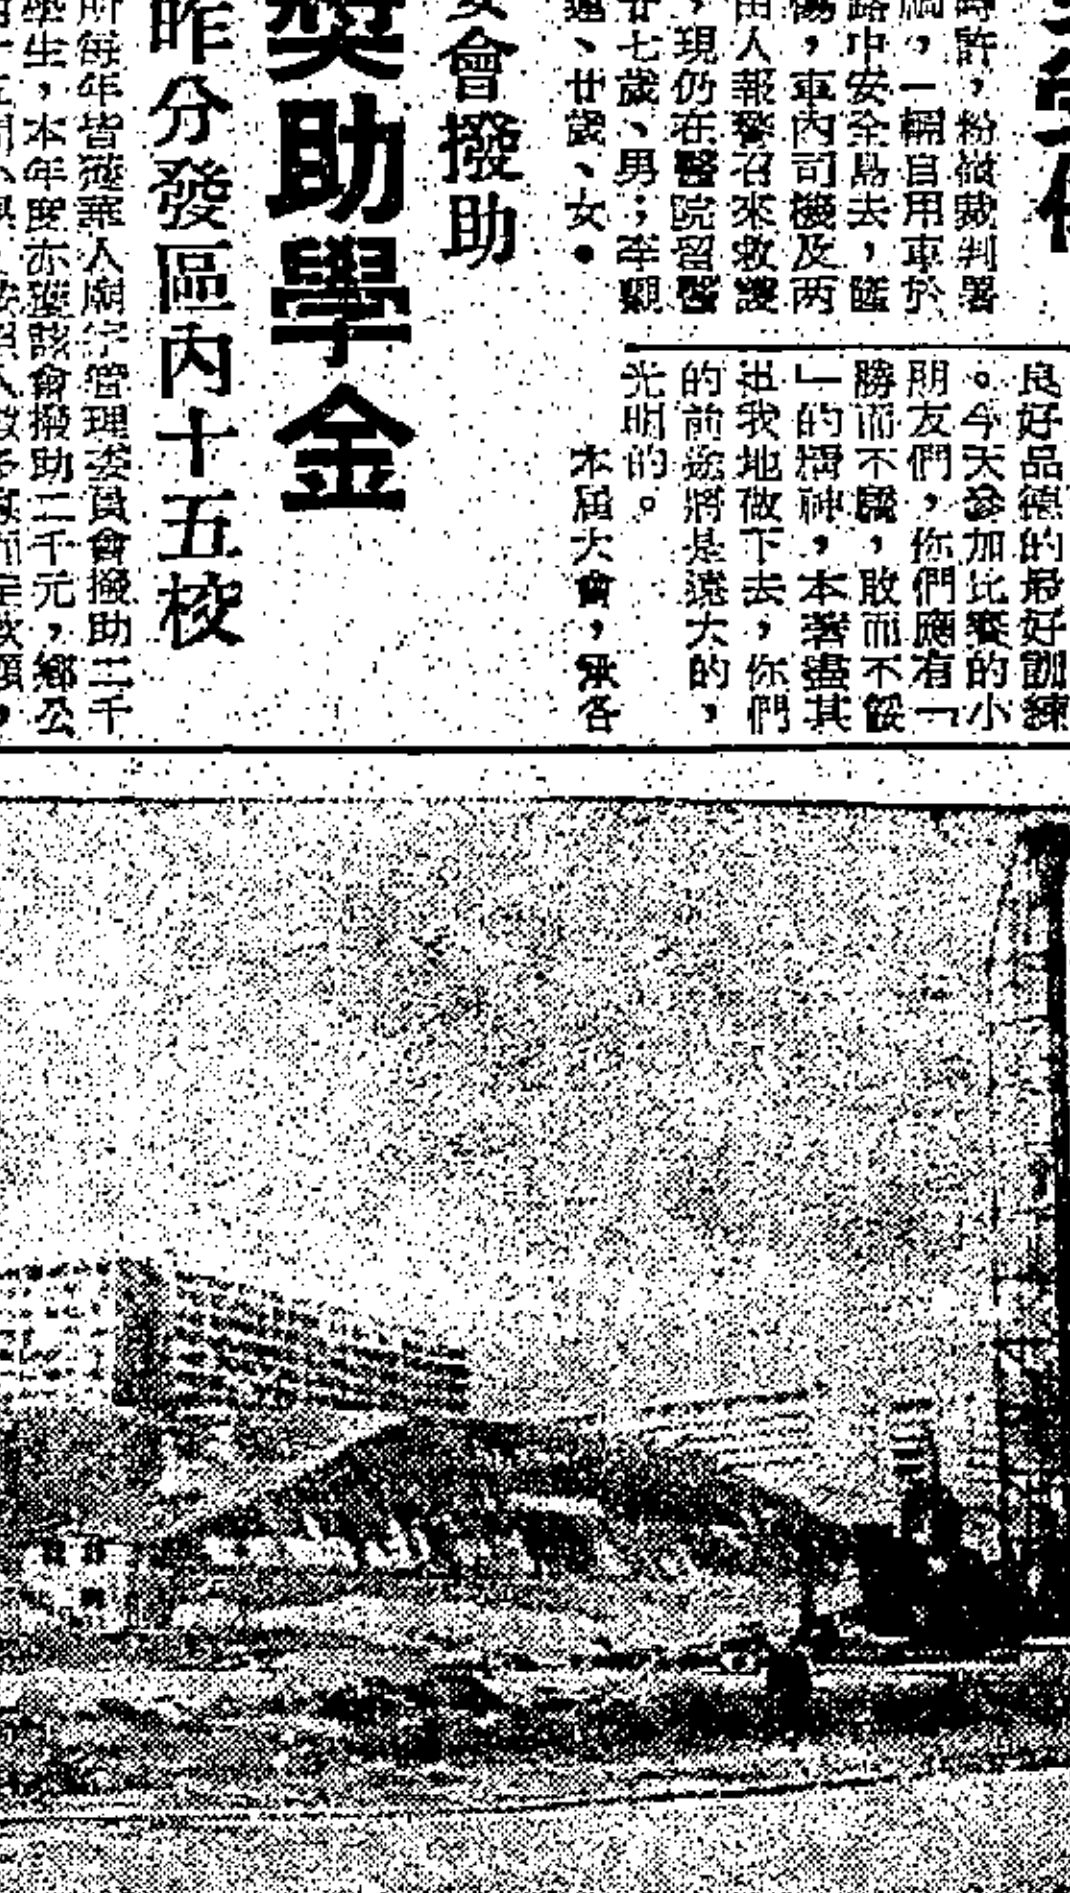 時許，粉嶺裁判署
，一輛自用車於
路中安全島去，隧
傷，車內司機及两
由人報警召來救護
，現仍在醫院留醫
廿七歲、男；李顯
、廿歲、女●
良好品德的最好訓練
。今天參加比賽的小
朋友們，你們應有「
勝而不驕，敗而不餒
」的精神，本著盡其
在我地做下去，你們
的前途將是遠大的，
光明的。
本屆大會，承各
會撥助
獎助學金
昨分發區內十五校
所每年皆獲華人廟宇管理委員會撥助二千
學生，本年度亦獲該會撥助二千元，鄉公